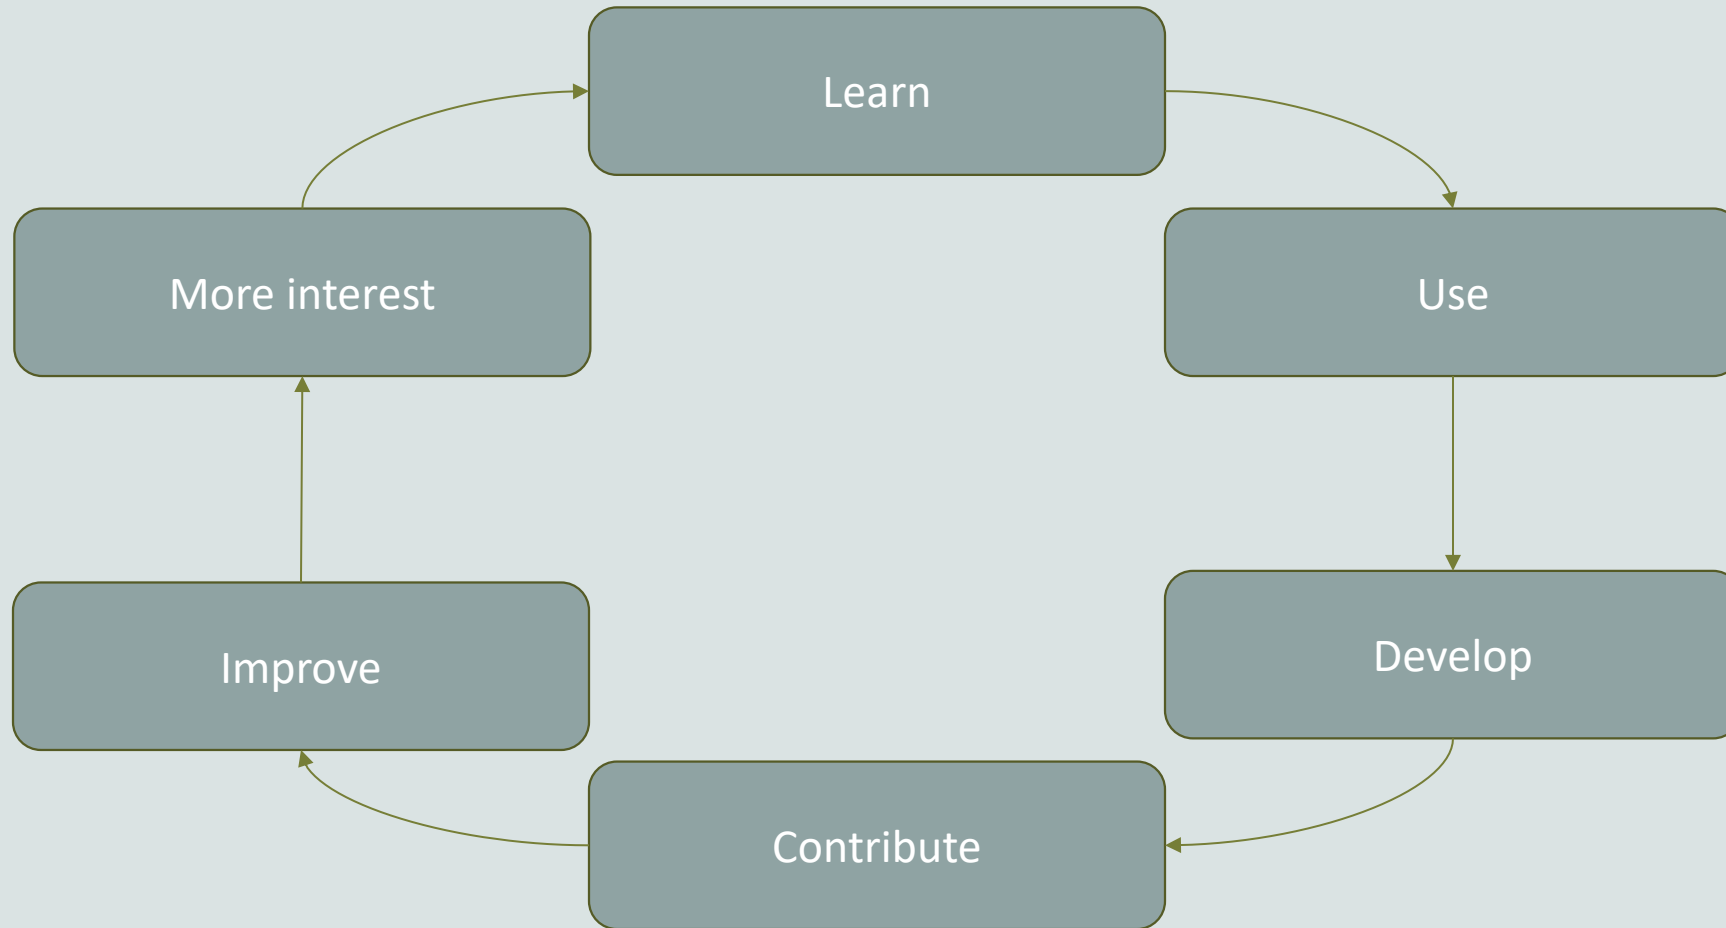 Learn
Use
Develop
Contribute
Improve
More interest